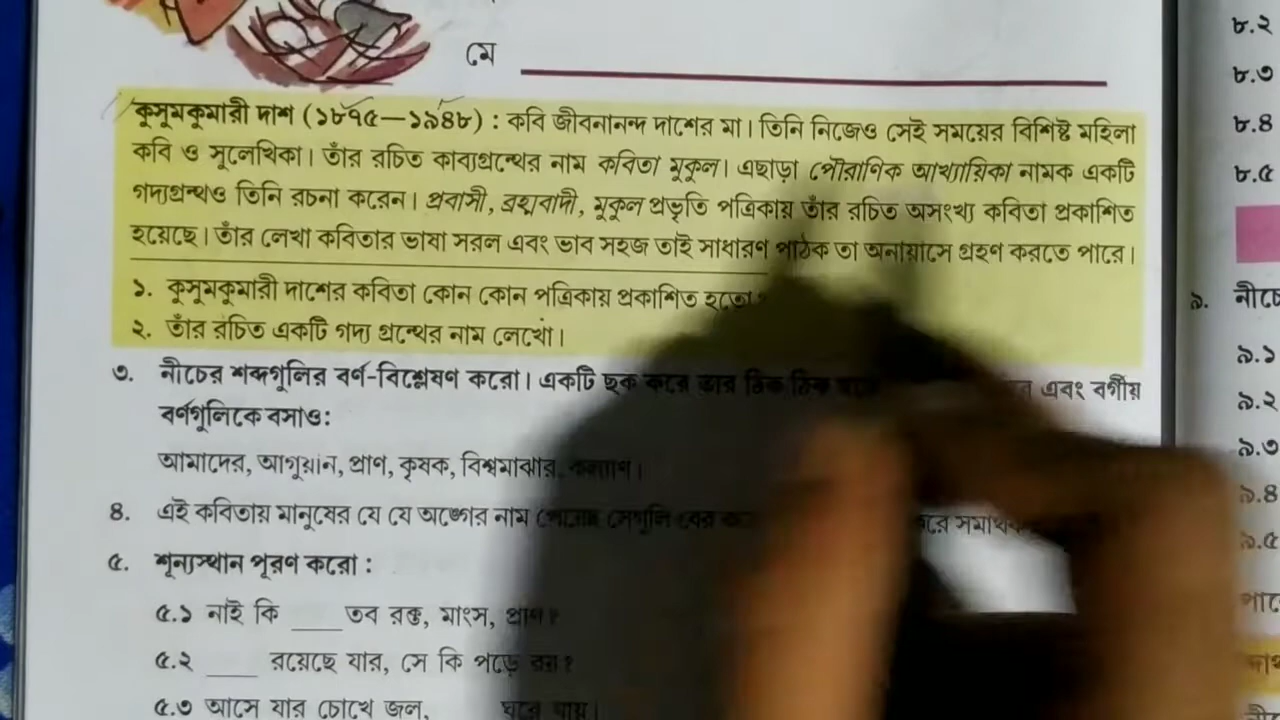 মে
কুসুমকুমারী দাশ (১৮৭৫—১৯৪৮) : কবি জীবনানন্দ দাশের মা। তিনি নিজেও সেই সময়ের বিশিষ্ট মহিলা
কবি ও সুলেখিকা। তাঁর রচিত কাব্যগ্রন্থের নাম কবিতা মুকুল। এছাড়া পৌরাণিক আখ্যায়িকা নামক একটি
গদ্যগ্রন্থও তিনি রচনা করেন। প্রবাসী, ব্রহ্মবাদী, মুকুল প্রভৃতি পত্রিকায় তাঁর রচিত অসংখ্য কবিতা প্রকাশিত
হয়েছে। তাঁর লেখা কবিতার ভাষা সরল এবং ভাব সহজ তাই সাধারণ পাঠক তা অনায়াসে গ্রহণ করতে পারে।
১. কুসুমকুমারী দাশের কবিতা কোন কোন পত্রিকায় প্রকাশিত হতো?
২. তাঁর রচিত একটি গদ্য গ্রন্থের নাম লেখো।
৩. নীচের শব্দগুলির বর্ণ-বিশ্লেষণ করো। একটি ছক করে তার ঠিক ঠিক এবং বর্গীয়
বর্ণগুলিকে বসাও:
আমাদের, আগুয়ান, প্রাণ, কৃষক, বিশ্বমাঝার, কল্যাণ।
৪. এই কবিতায় মানুষের যে যে অঙ্গের নাম পেয়েছ সেগুলি বের
৫. শূন্যস্থান পূরণ করো :
৫.১ নাই কি ____ তব রক্ত, মাংস, প্রাণ?
৫.২ ____ রয়েছে যার, সে কি পড়ে রয়?
৫.৩ আসে যার চোখে জল, ঘুরে যায়।
৮.২
৮.৩
৮.৪
৮.৫
৯. নীচে
৯.১
৯.২
৯.৩
৯.৪
৯.৫